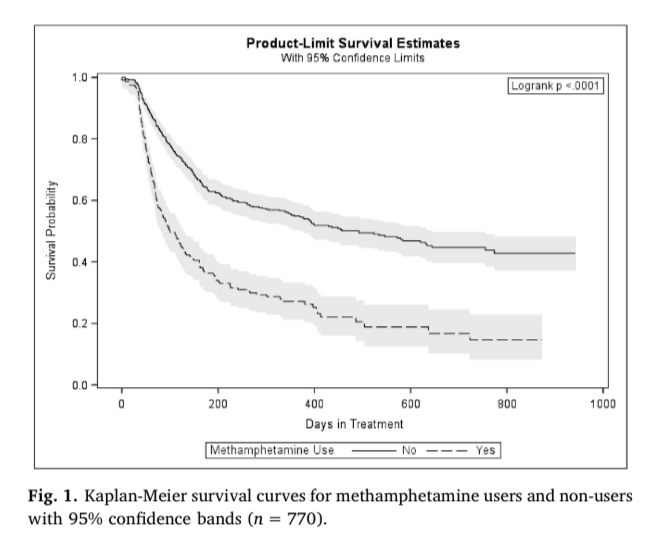 Product-Limit Survival Estimates
With 95% Confidence Limits
Logrank p <.0001
1.0
0.8
0.6
0.4
0.2
0.0
Survival Probability
0 200 400 600 800 1000
Days in Treatment
Methamphetamine Use No Yes
Fig. 1. Kaplan-Meier survival curves for methamphetamine users and non-users
with 95% confidence bands (n = 770).